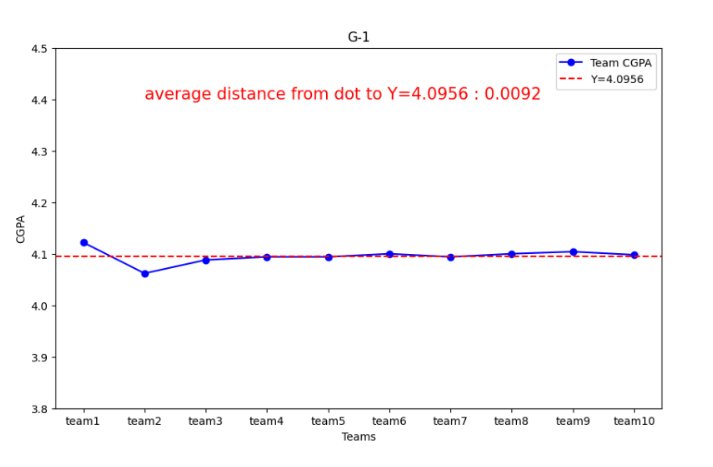 G-1
Team CGPA
Y=4.0956
average distance from dot to Y=4.0956 : 0.0092
4.5
4.4
4.3
4.2
4.1
4.0
3.9
3.8
CGPA
team1 team2 team3 team4 team5 team6 team7 team8 team9 team10
Teams